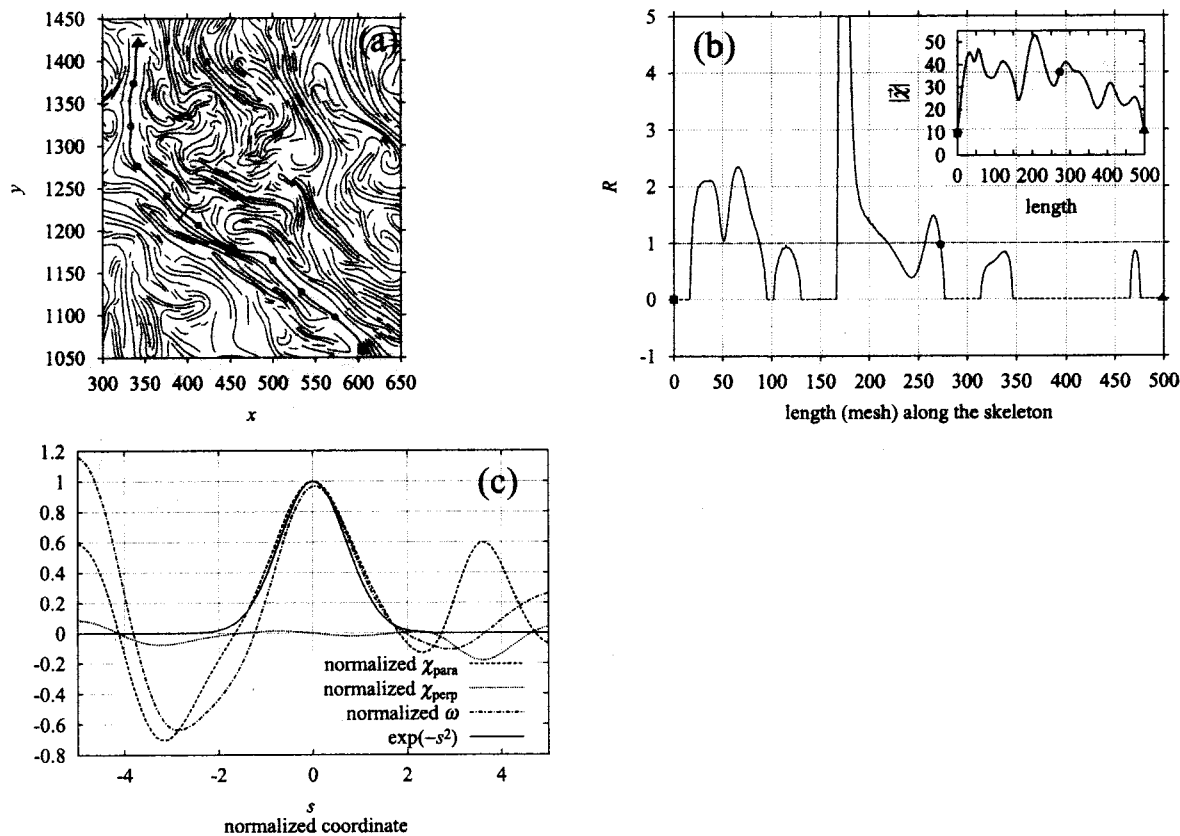 1450
1400
1350
1300
1250
1200
1150
1100
1050
y
300 350 400 450 500 550 600 650
x
(a)
5
4
3
2
1
0
-1
R
0 50 100 150 200 250 300 350 400 450 500
length (mesh) along the skeleton
(b)
50
40
30
20
10
0
|χ⃗|
0 100 200 300 400 500
length
1.2
1
0.8
0.6
0.4
0.2
0
-0.2
-0.4
-0.6
-0.8
(c)
normalized χpara
normalized χperp
normalized ω
exp(−s²)
-4 -2 0 2 4
s
normalized coordinate